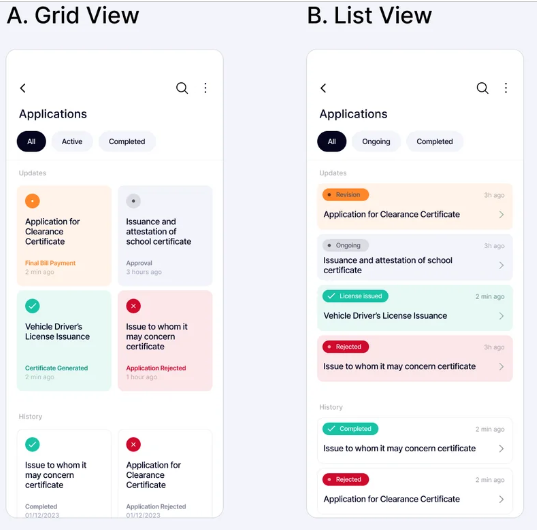 A. Grid View
Applications
All
Active
Completed
Updates
Application for
Clearance
Certificate
Final Bill Payment
2 min ago
Issuance and
attestation of
school certificate
Approval
3 hours ago
Vehicle Driver's
License Issuance
Certificate Generated
2 min ago
Issue to whom it
may concern
certificate
Application Rejected
1 hour ago
History
Issue to whom it
may concern
certificate
Completed
01/12/2023
Application for
Clearance
Certificate
Application Rejected
01/12/2023
B. List View
Applications
All
Ongoing
Completed
Updates
Revision
3h ago
Application for Clearance Certificate
Ongoing
3h ago
Issuance and attestation of school
certificate
License issued
2 min ago
Vehicle Driver's License Issuance
Rejected
3h ago
Issue to whom it may concern certificate
History
Completed
2 min ago
Issue to whom it may concern certificate
Rejected
2 min ago
Application for Clearance Certificate